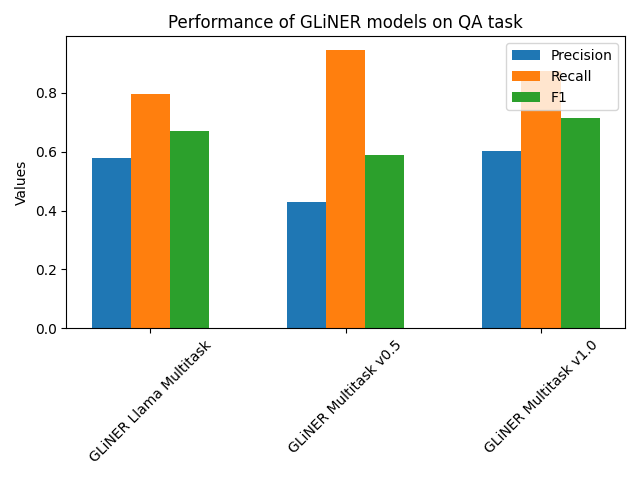 Performance of GLiNER models on QA task
Precision
Recall
F1
Values
0.8
0.6
0.4
0.2
0.0
GLiNER Llama Multitask
GLiNER Multitask v0.5
GLiNER Multitask v1.0